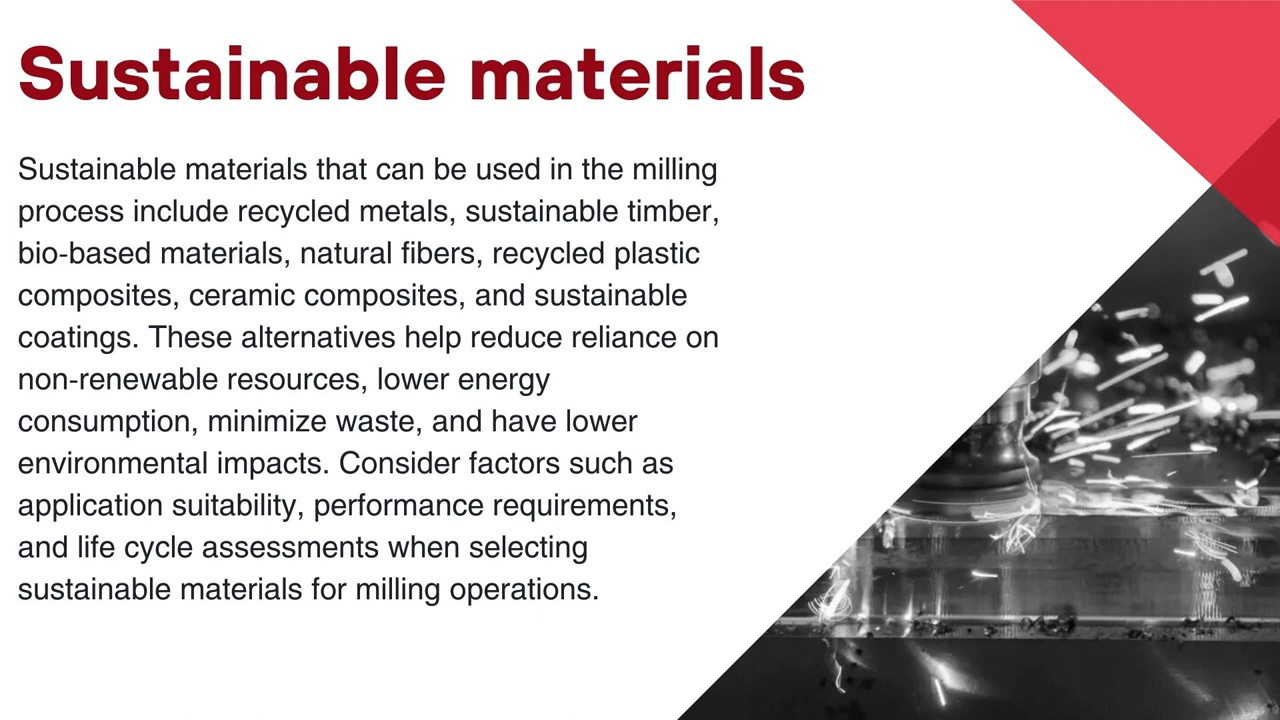 Sustainable materials
Sustainable materials that can be used in the milling
process include recycled metals, sustainable timber,
bio-based materials, natural fibers, recycled plastic
composites, ceramic composites, and sustainable
coatings. These alternatives help reduce reliance on
non-renewable resources, lower energy
consumption, minimize waste, and have lower
environmental impacts. Consider factors such as
application suitability, performance requirements,
and life cycle assessments when selecting
sustainable materials for milling operations.